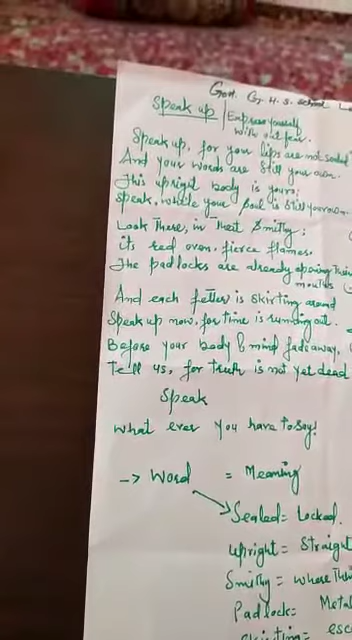 Govt. G. H. S. school
Speak up | Express yourself
with out fear.
Speak up, for your lips are not sealed
And your words are still your own.
This upright body is yours;
Speak, while your Soul is still your own.
Look There, in That Smithy;
its red oven, fierce flames.
The padlocks are already opening Their
mouths
And each fetter is skirting around
Speak up now, for time is running out.
Before your body & mind fade away,
Tell us, for truth is not yet dead
Speak
what ever you have to say!
→ Word = Meaning
Sealed = Locked.
Upright = Straight
Smithy = where
Padlock = Metal
Skirting =